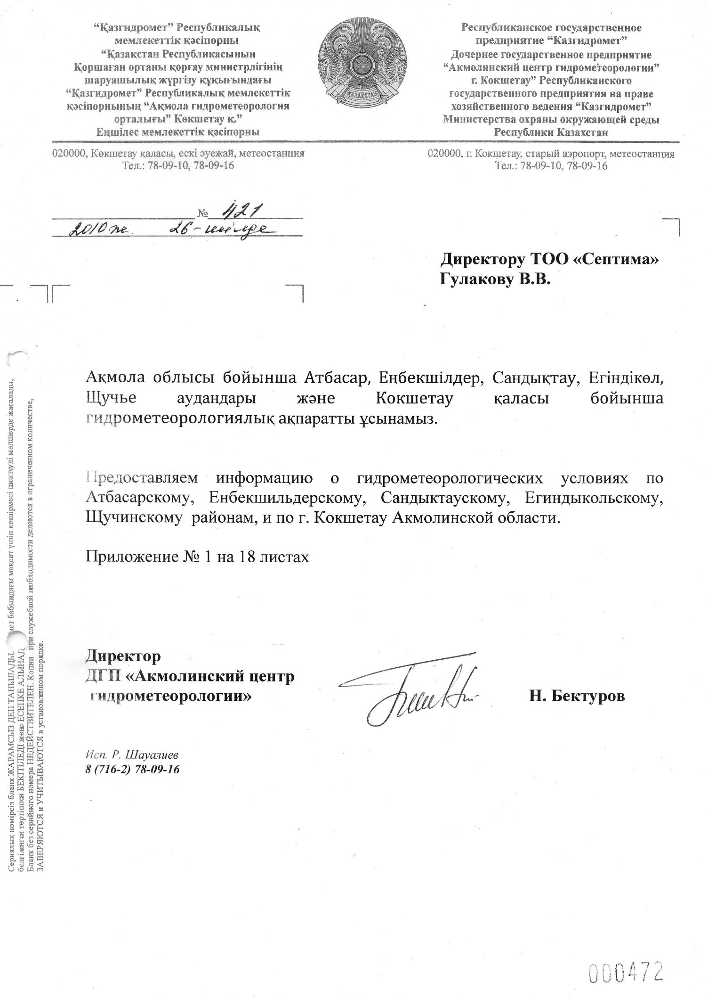 “Қазгидромет” Республикалық
мемлекеттік қәсіпорны
“Қазақстан Республикасының
Қоршаған ортаны қорғау министрлігінің
шаруашылық жүргізу құқығындағы
“Қазгидромет” Республикалық мемлекеттік
қәсіпорнының “Ақмола гидрометеорология
орталығы” Көкшетау қ.”
Еңшілес мемлекеттік қәсіпорны
ҚАЗАҚСТАН
Республиканское государственное
предприятие “Казгидромет”
Дочернее государственное предприятие
“Акмолинский центр гидрометеорологии”
г. Кокшетау” Республиканского
государственного предприятия на праве
хозяйственного ведения “Казгидромет”
Министерства охраны окружающей среды
Республики Казахстан
020000, Көкшетау қаласы, ескі әуежай, метеостанция
Тел.: 78-09-10, 78-09-16
020000, г. Кокшетау, старый аэропорт, метеостанция
Тел.: 78-09-10, 78-09-16
№ 421
2010 ж. 26 - шілде
Директору ТОО «Септима»
Гулакову В.В.
Ақмола облысы бойынша Атбасар, Еңбекшілдер, Сандықтау, Егіндікөл,
Щучье аудандары және Кокшетау қаласы бойынша
гидрометеорологиялық ақпаратты ұсынамыз.
Предоставляем информацию о гидрометеорологических условиях по
Атбасарскому, Енбекшильдерскому, Сандыктаускому, Егиндыкольскому,
Щучинскому районам, и по г. Кокшетау Акмолинской области.
Приложение № 1 на 18 листах
Директор
ДГП «Акмолинский центр
гидрометеорологии»
Н. Бектуров
Исп. Р. Шауалиев
8 (716-2) 78-09-16
Сериялық нөмірсіз бланк ЖАРАМСЫЗ ДЕП ТАНЫЛАДЫ. бабындағы мақсат үшін көшірмесі шектеулі мөлшерде жасалады,
белгіленген тәртіппен БЕКІТІЛЕДІ және ЕСЕПКЕ АЛЫНАД
Бланк без серийного номера НЕДЕЙСТВИТЕЛЕН. Копии при служебной необходимости делаются в ограниченном количестве,
ЗАВЕРЯЮТСЯ и УЧИТЫВАЮТСЯ в установленном порядке.
000472